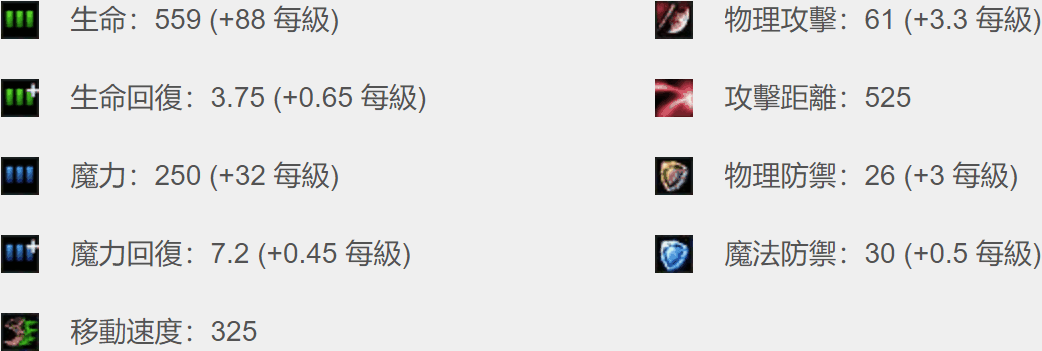 生命：559 (+88 每級)
物理攻擊：61 (+3.3 每級)
生命回復：3.75 (+0.65 每級)
攻擊距離：525
魔力：250 (+32 每級)
物理防禦：26 (+3 每級)
魔力回復：7.2 (+0.45 每級)
魔法防禦：30 (+0.5 每級)
移動速度：325